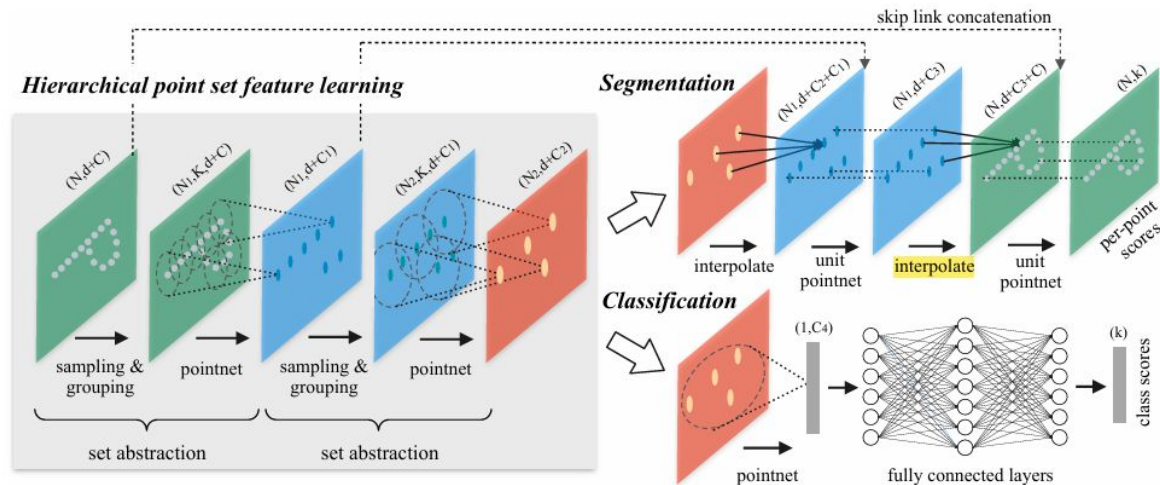 skip link concatenation
Hierarchical point set feature learning
(N,d+C)
(N1,K,d+C)
(N1,d+C1)
(N2,K,d+C1)
(N2,d+C2)
sampling &
grouping
pointnet
sampling &
grouping
pointnet
set abstraction
set abstraction
Segmentation
(N1,d+C2+C1)
(N1,d+C3)
(N,d+C3+C)
(N,k)
per-point
scores
interpolate
unit
pointnet
interpolate
unit
pointnet
Classification
(1,C4)
(k)
class scores
pointnet
fully connected layers